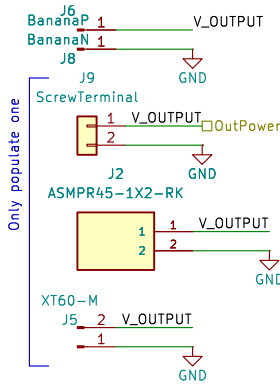 J6
BananaP 1 V_OUTPUT
BananaN 1
J8 GND
J9
ScrewTerminal
1 V_OUTPUT OutPower
2
GND
J2
ASMPR45-1X2-RK
1 1 V_OUTPUT
2 2
GND
XT60-M
J5 2 V_OUTPUT
1
GND
Only populate one